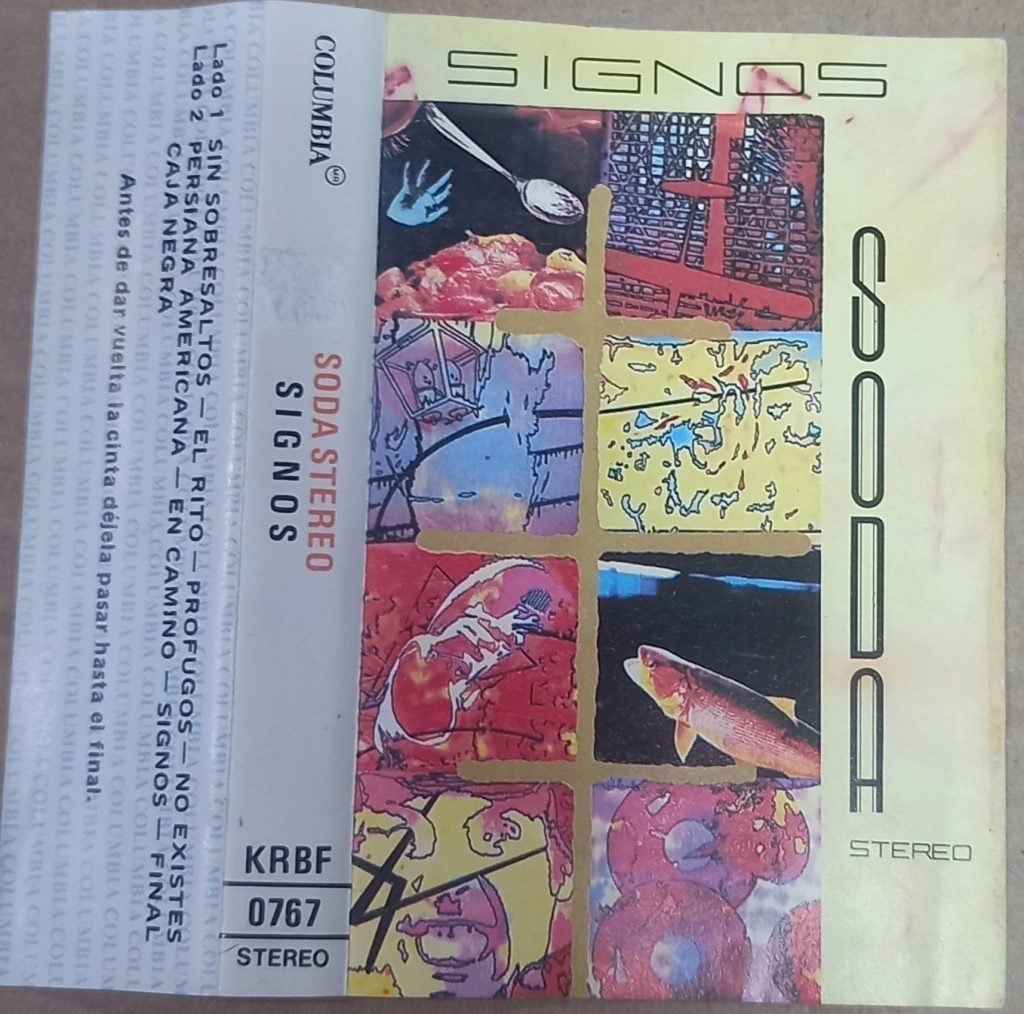 SIGNOS
SODA
STEREO
COLUMBIA MR
SODA STEREO
SIGNOS
KRBF
0767
STEREO
Lado 1 SIN SOBRESALTOS — EL RITO — PROFUGOS — NO EXISTES
Lado 2 PERSIANA AMERICANA — EN CAMINO — SIGNOS — FINAL
CAJA NEGRA
Antes de dar vuelta la cinta déjela pasar hasta el final.